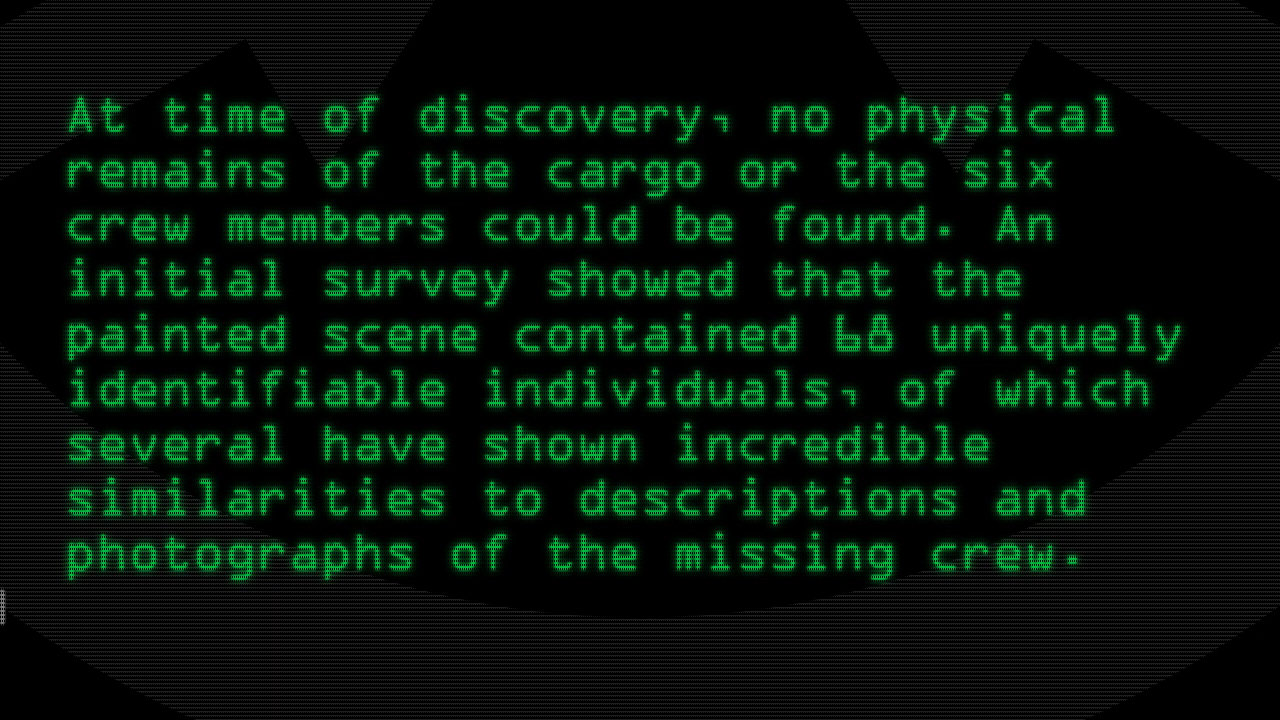 At time of discovery, no physical
remains of the cargo or the six
crew members could be found. An
initial survey showed that the
painted scene contained 68 uniquely
identifiable individuals, of which
several have shown incredible
similarities to descriptions and
photographs of the missing crew.